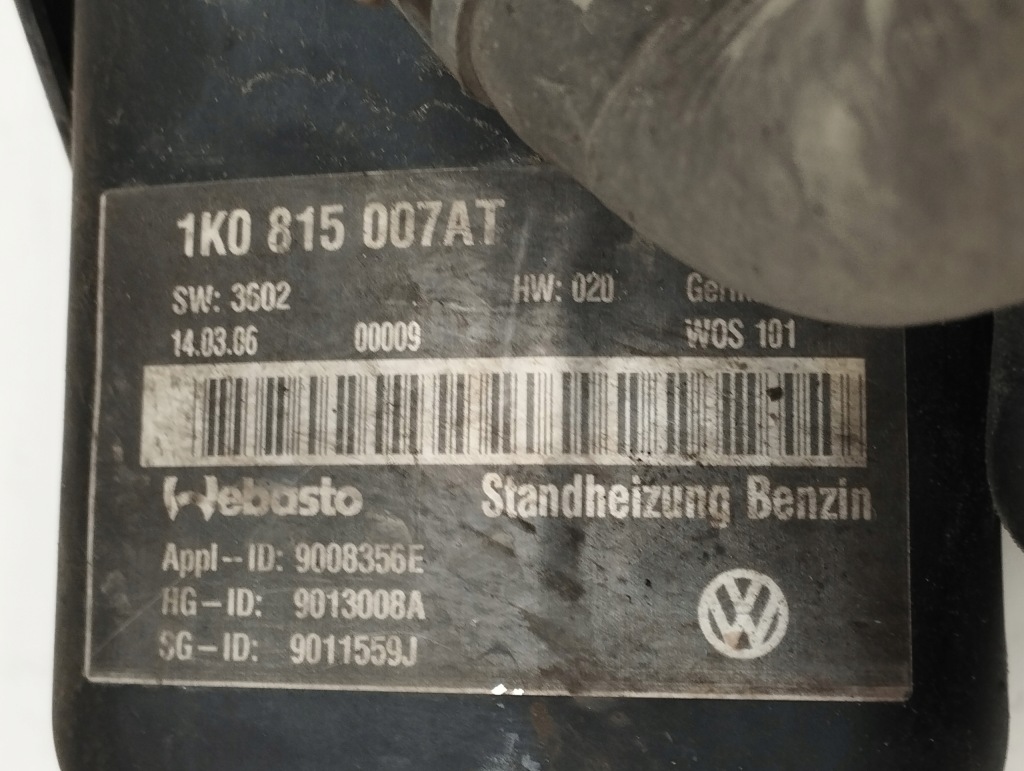 1K0 815 007AT
SW: 3602 HW: 020
14.03.06 00009 WOS 101
Webasto Standheizung Benzin
Appl--ID: 9008356E
HG-ID: 9013008A
SG-ID: 9011559J